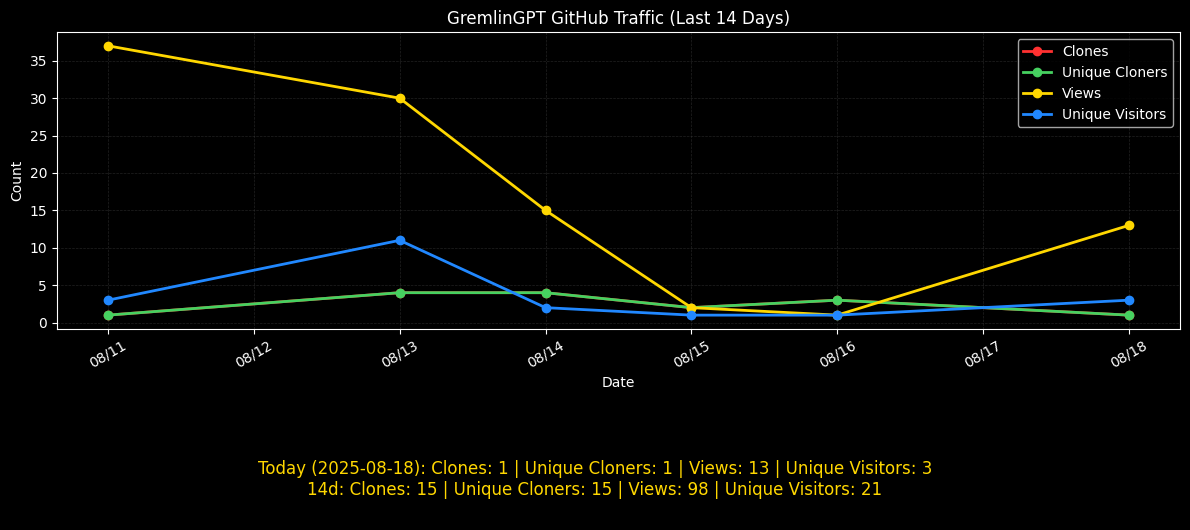 GremlinGPT GitHub Traffic (Last 14 Days)
Clones
Unique Cloners
Views
Unique Visitors
Count
35
30
25
20
15
10
5
0
08/11 08/12 08/13 08/14 08/15 08/16 08/17 08/18
Date
Today (2025-08-18): Clones: 1 | Unique Cloners: 1 | Views: 13 | Unique Visitors: 3
14d: Clones: 15 | Unique Cloners: 15 | Views: 98 | Unique Visitors: 21